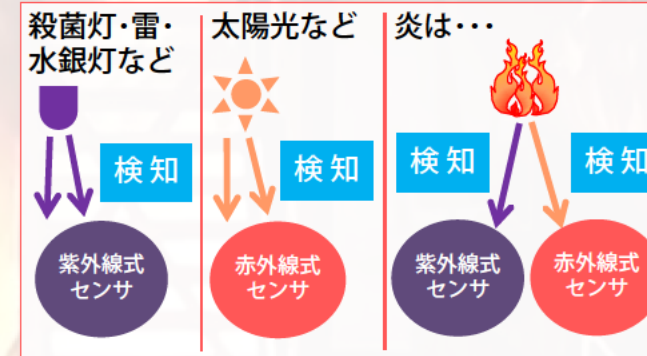 殺菌灯・雷・
水銀灯など
検知
紫外線式
センサ
太陽光など
検知
赤外線式
センサ
炎は・・・
検知
検知
紫外線式
センサ
赤外線式
センサ